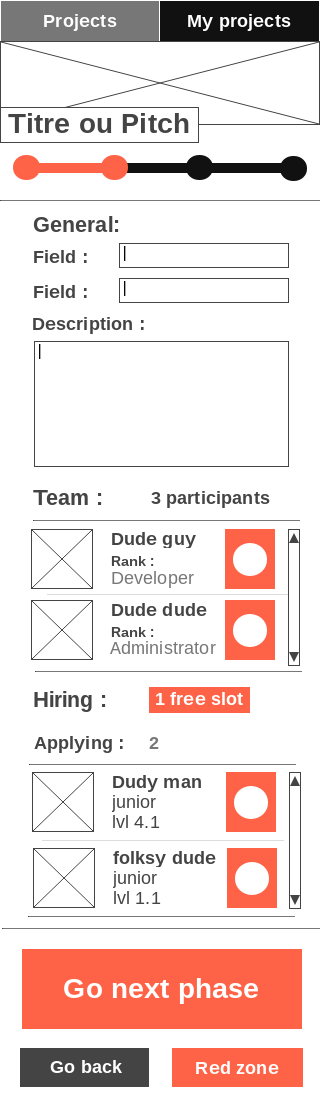 Projects
My projects
Titre ou Pitch
General:
Field :
Field :
Description :
Team :
3 participants
Dude guy
Rank :
Developer
Dude dude
Rank :
Administrator
Hiring :
1 free slot
Applying :
2
Dudy man
junior
lvl 4.1
folksy dude
junior
lvl 1.1
Go next phase
Go back
Red zone